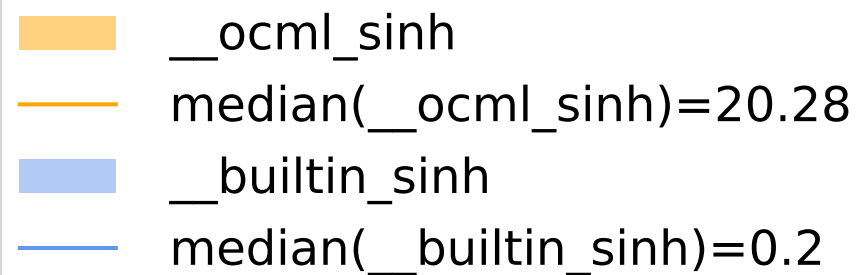 __ocml_sinh
median(__ocml_sinh)=20.28
__builtin_sinh
median(__builtin_sinh)=0.2